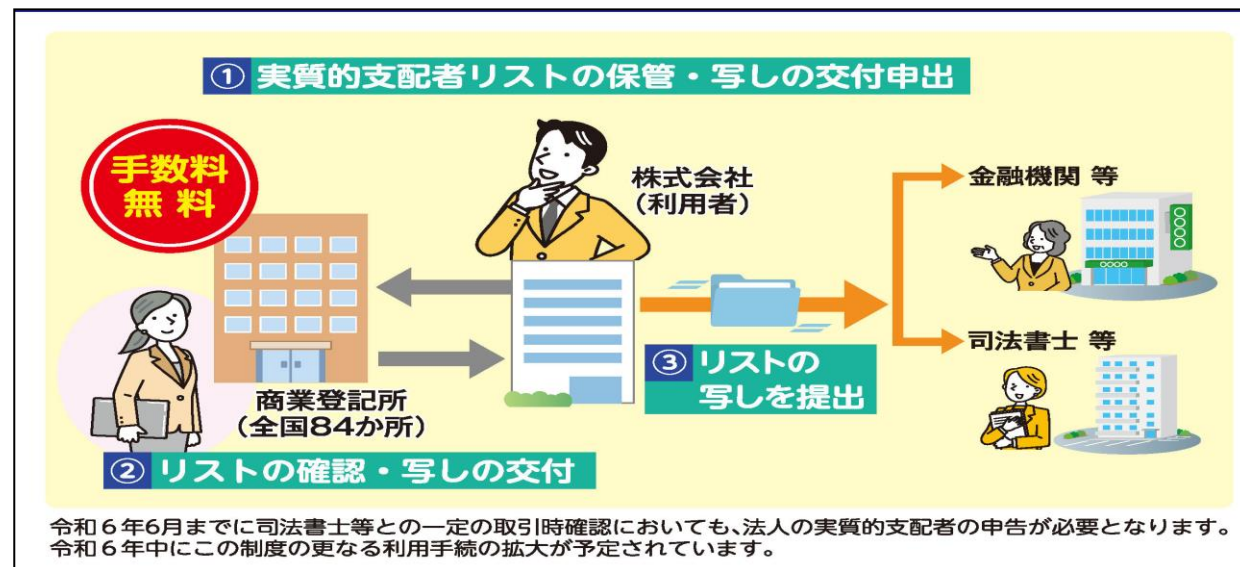 ① 実質的支配者リストの保管・写しの交付申出
手数料
無料
株式会社
（利用者）
金融機関 等
司法書士 等
③ リストの
写しを提出
商業登記所
（全国84か所）
② リストの確認・写しの交付
令和６年6月までに司法書士等との一定の取引時確認においても、法人の実質的支配者の申告が必要となります。
令和６年中にこの制度の更なる利用手続の拡大が予定されています。